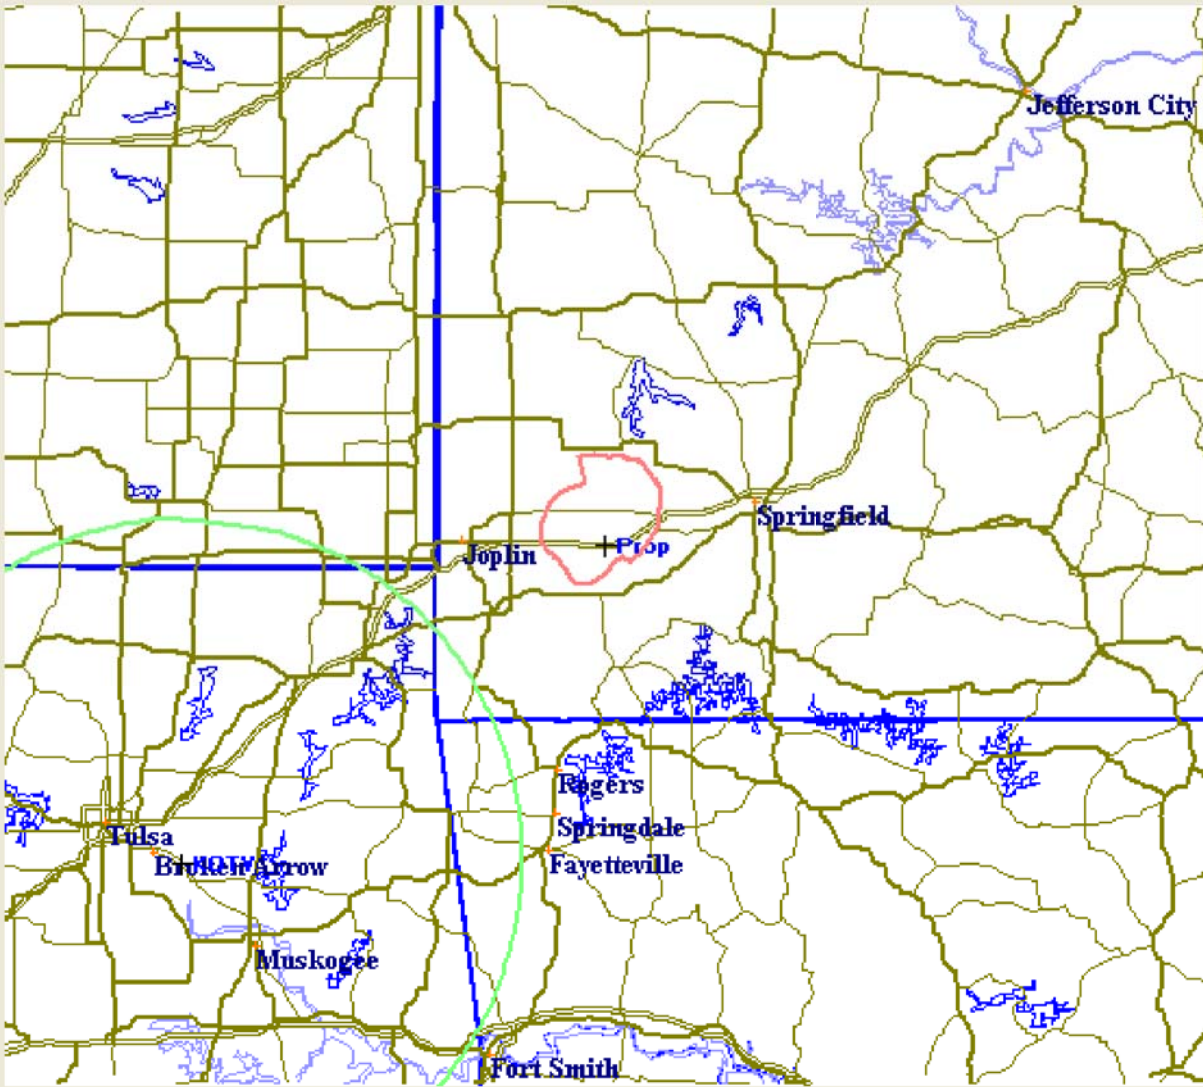 Jefferson City
Springfield
Prop
Joplin
Rogers
Springdale
Tulsa
Fayetteville
Broken Arrow
Muskogee
Fort Smith